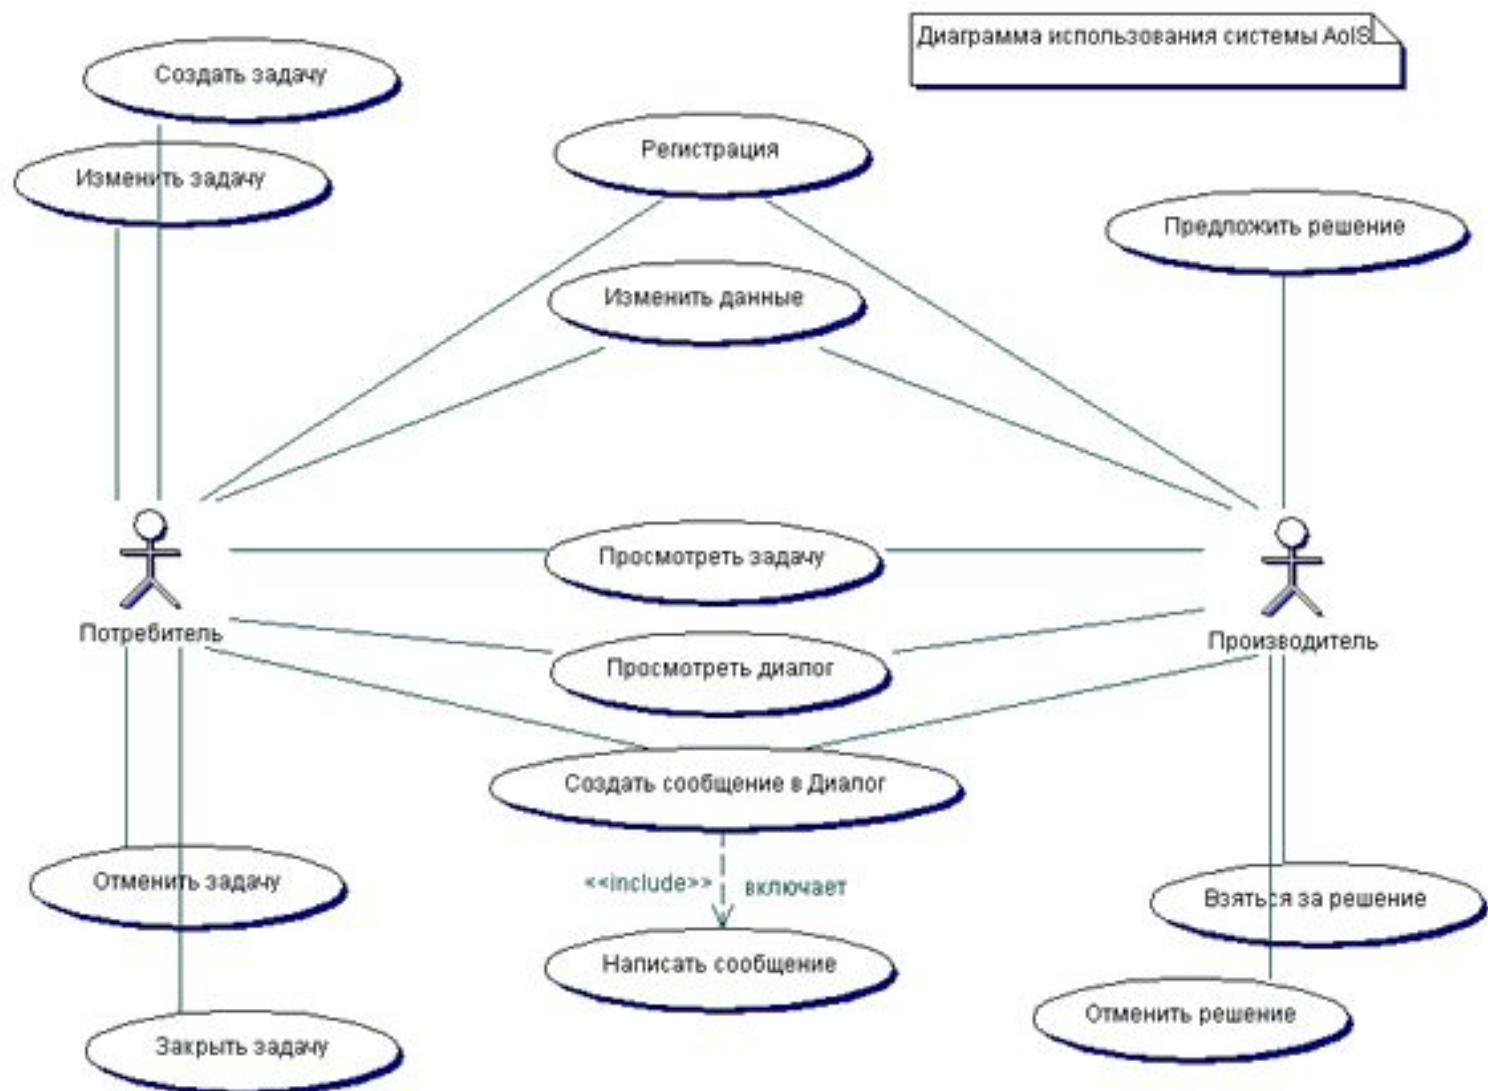 Диаграмма использования системы AoIS
Создать задачу
Регистрация
Изменить задачу
Предложить решение
Изменить данные
Просмотреть задачу
Потребитель
Производитель
Просмотреть диалог
Создать сообщение в Диалог
Отменить задачу
<<include>> включает
Взяться за решение
Написать сообщение
Отменить решение
Закрыть задачу